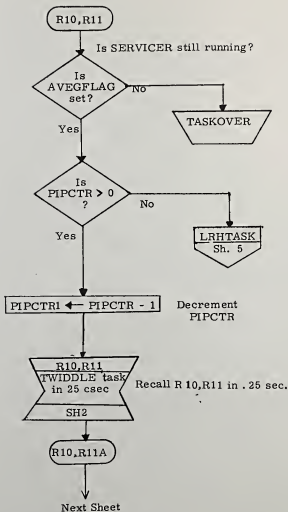 R10,R11
Is SERVICER still running?
Is
AVEGFLAG
set?
No
TASKOVER
Yes
Is
PIPCTR > 0
?
No
LRHTASK
Sh. 5
Yes
PIPCTR1 ← PIPCTR - 1
Decrement
PIPCTR
R10,R11
TWIDDLE task
in 25 csec
Recall R 10,R11 in . 25 sec.
SH2
R10,R11A
Next Sheet